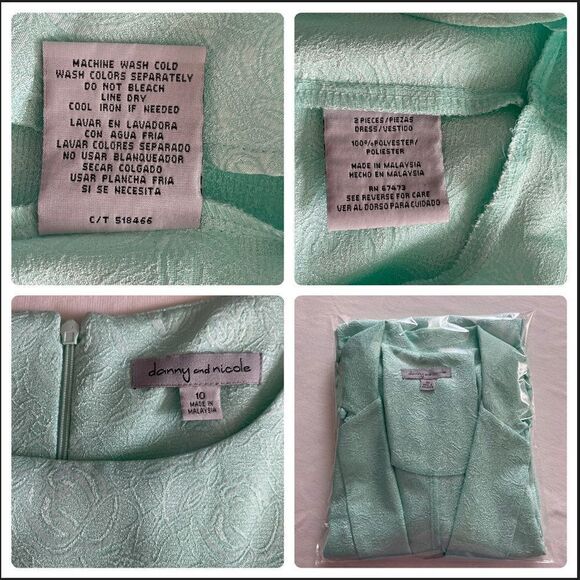 MACHINE WASH COLD
WASH COLORS SEPARATELY
DO NOT BLEACH
LINE DRY
COOL IRON IF NEEDED
LAVAR EN LAVADORA
CON AGUA FRIA
LAVAR COLORES SEPARADO
NO USAR BLANQUEADOR
SECAR COLGADO
USAR PLANCHA FRIA
SI SE NECESITA
C/T 518466
2 PIECES/PIEZAS
DRESS/VESTIDO
100%POLYESTER/
POLIESTER
MADE IN MALAYSIA
HECHO EN MALAYSIA
RN 67473
SEE REVERSE FOR CARE
VER AL DORSO PARA CUIDADO
danny and nicole
10
MADE IN
MALAYSIA
danny and nicole